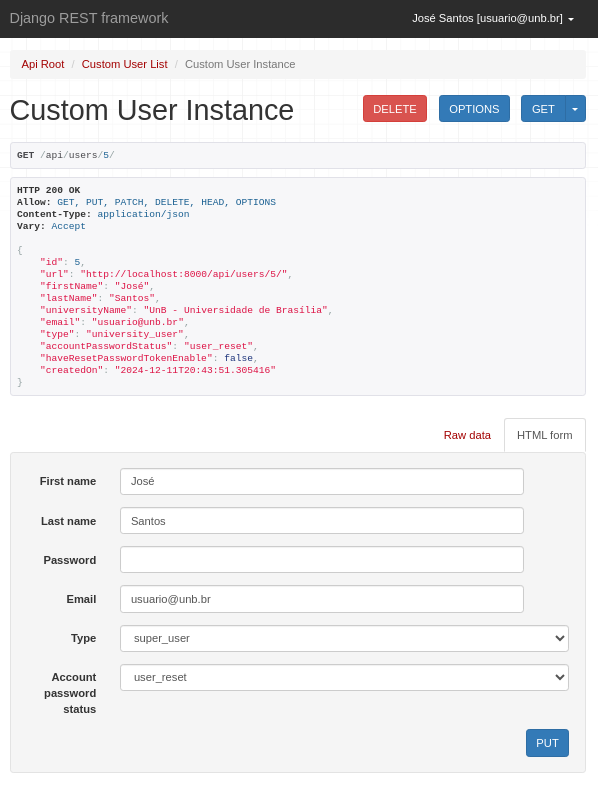 Django REST framework
José Santos [usuario@unb.br]
Api Root / Custom User List / Custom User Instance
Custom User Instance
DELETE
OPTIONS
GET
GET /api/users/5/
HTTP 200 OK
Allow: GET, PUT, PATCH, DELETE, HEAD, OPTIONS
Content-Type: application/json
Vary: Accept
{
    "id": 5,
    "url": "http://localhost:8000/api/users/5/",
    "firstName": "José",
    "lastName": "Santos",
    "universityName": "UnB - Universidade de Brasília",
    "email": "usuario@unb.br",
    "type": "university_user",
    "accountPasswordStatus": "user_reset",
    "haveResetPasswordTokenEnable": false,
    "createdOn": "2024-12-11T20:43:51.305416"
}
Raw data
HTML form
First name
José
Last name
Santos
Password
Email
usuario@unb.br
Type
super_user
Account
password
status
user_reset
PUT